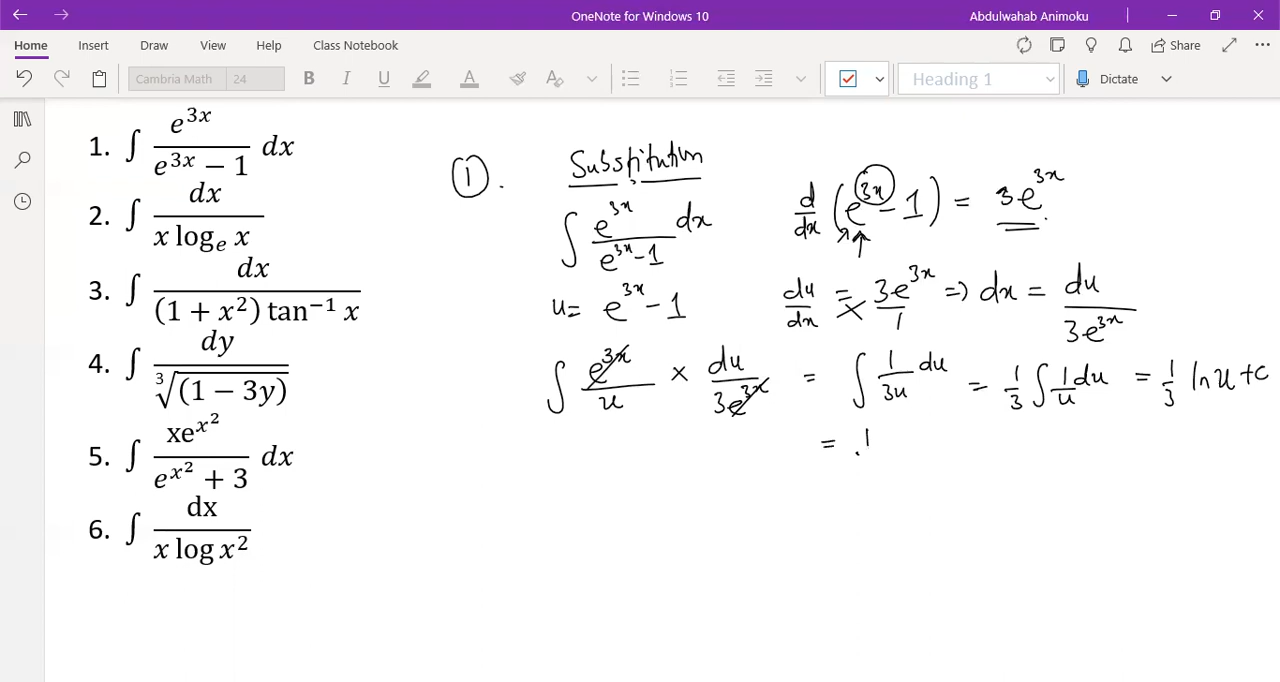 OneNote for Windows 10
Abdulwahab Animoku
Home Insert Draw View Help Class Notebook
Share
Cambria Math 24 B I U A Heading 1 Dictate
1. ∫ e^{3x} / (e^{3x} − 1) dx
2. ∫ dx / (x log_e x)
3. ∫ dx / ((1 + x²) tan⁻¹ x)
4. ∫ dy / ∛(1 − 3y)
5. ∫ xe^{x²} / (e^{x²} + 3) dx
6. ∫ dx / (x log x²)
① . Substitution
∫ e^{3x} / (e^{3x} - 1) dx
d/dx (e^{3x} - 1) = 3e^{3x}
u = e^{3x} - 1
du/dx = 3e^{3x}/1 => dx = du / 3e^{3x}
∫ e^{3x}/u × du/3e^{3x} = ∫ 1/3u du = 1/3 ∫ 1/u du = 1/3 ln u + c
=